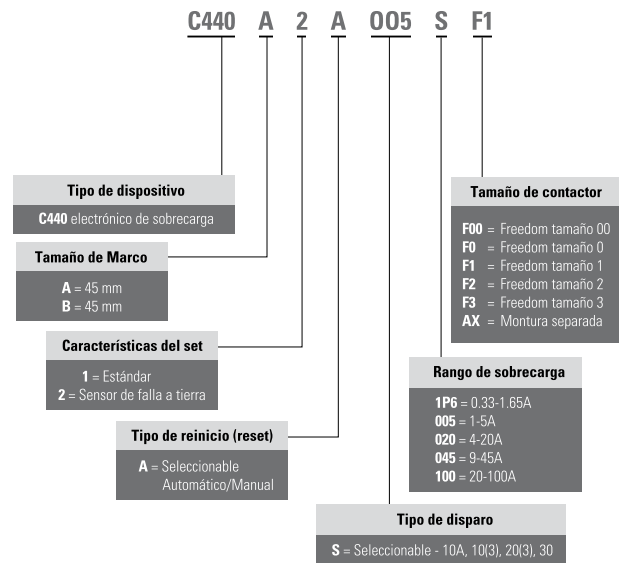 C440 A 2 A 005 S F1
Tipo de dispositivo
C440 electrónico de sobrecarga
Tamaño de Marco
A = 45 mm
B = 45 mm
Características del set
1 = Estándar
2 = Sensor de falla a tierra
Tipo de reinicio (reset)
A = Seleccionable
Automático/Manual
Tamaño de contactor
F00 = Freedom tamaño 00
F0 = Freedom tamaño 0
F1 = Freedom tamaño 1
F2 = Freedom tamaño 2
F3 = Freedom tamaño 3
AX = Montura separada
Rango de sobrecarga
1P6 = 0.33-1.65A
005 = 1-5A
020 = 4-20A
045 = 9-45A
100 = 20-100A
Tipo de disparo
S = Seleccionable - 10A, 10(3), 20(3), 30